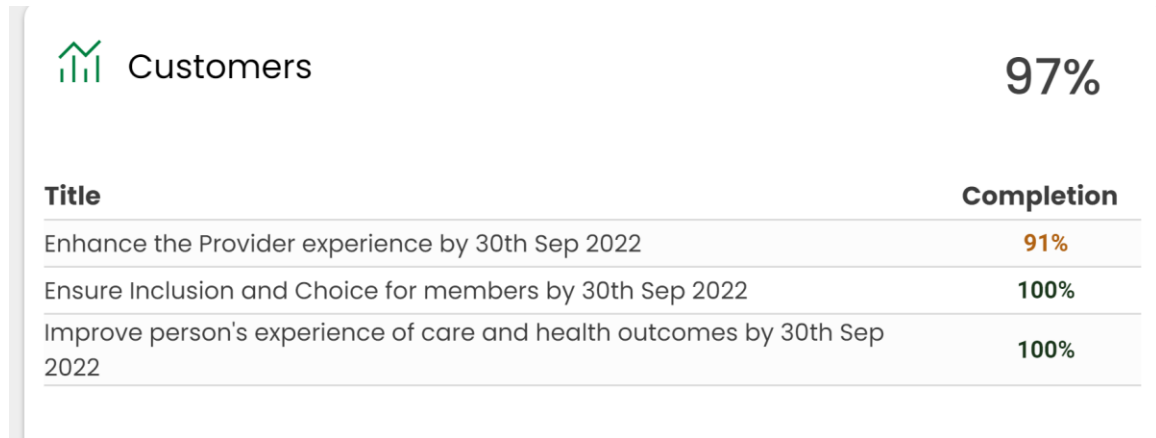 Customers
97%
Title Completion
Enhance the Provider experience by 30th Sep 2022 91%
Ensure Inclusion and Choice for members by 30th Sep 2022 100%
Improve person's experience of care and health outcomes by 30th Sep
2022
100%